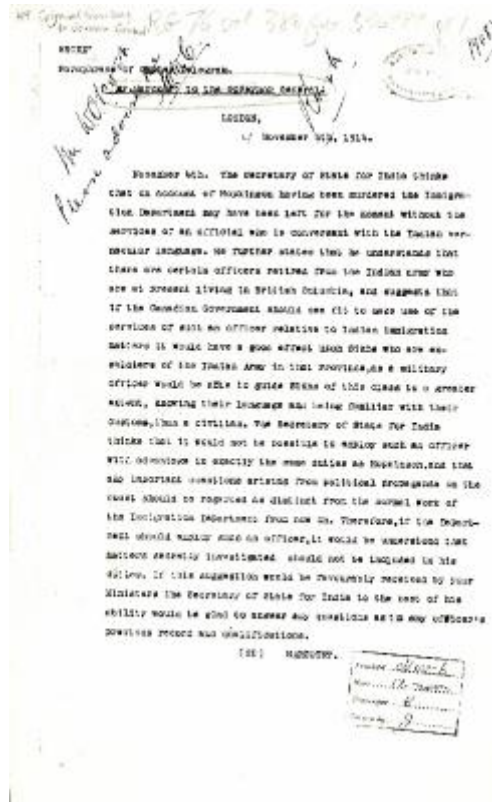 SECRET
Paraphrase of Telegram.
to the Governor General.
LONDON,
November 4th, 1914.
November 4th. The Secretary of State for India thinks
that on account of Hopkinson having been murdered the Immigra-
tion Department may have been left for the moment without the
services of an official who is conversant with the Indian ver-
nacular language. He further states that he understands that
there are certain officers retired from the Indian army who
are at present living in British Columbia, and suggests that
if the Canadian Government should see fit to make use of the
services of such an officer relative to Indian immigration
matters it would have a good effect upon Sikhs who are ex-
soldiers of the Indian Army in that Province, as a military
officer would be able to guide Sikhs of this class to a greater
extent, knowing their language and being familiar with their
customs, than a civilian. The Secretary of State for India
thinks that it would not be possible to employ such an officer
with advantage in exactly the same duties as Hopkinson, and that
any important questions arising from political propaganda on the
coast should be regarded as distinct from the normal work of
the Immigration Department from now on. Therefore, if the Depart-
ment should employ such an officer, it would be understood that
matters secretly investigated should not be included in his
duties. If this suggestion would be favourably received by your
Ministers the Secretary of State for India to the best of his
ability would be glad to answer any questions as to any officer's
previous record and qualifications.
HARCOURT.
Please